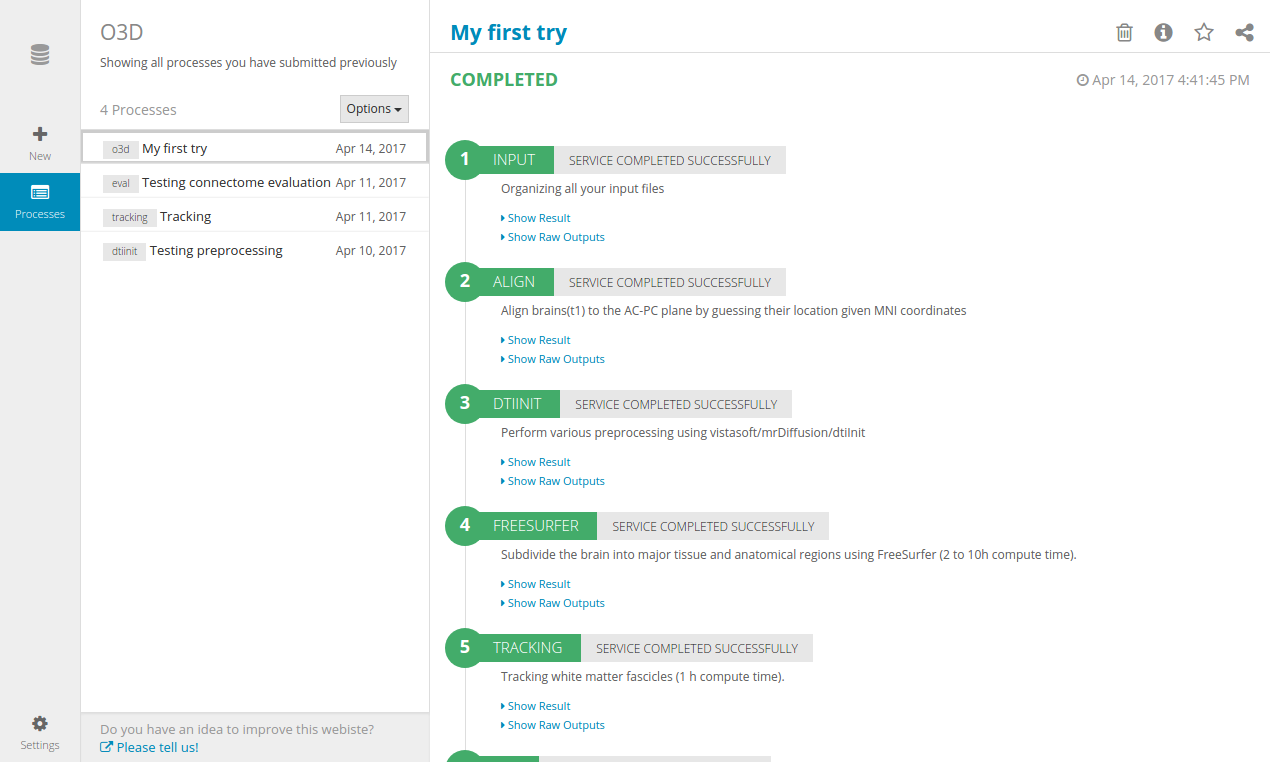 O3D
Showing all processes you have submitted previously
4 Processes
Options
New
Processes
o3d My first try Apr 14, 2017
eval Testing connectome evaluation Apr 11, 2017
tracking Tracking Apr 11, 2017
dtiinit Testing preprocessing Apr 10, 2017
Settings
Do you have an idea to improve this webiste?
Please tell us!
My first try
COMPLETED
Apr 14, 2017 4:41:45 PM
1 INPUT SERVICE COMPLETED SUCCESSFULLY
Organizing all your input files
Show Result
Show Raw Outputs
2 ALIGN SERVICE COMPLETED SUCCESSFULLY
Align brains(t1) to the AC-PC plane by guessing their location given MNI coordinates
Show Result
Show Raw Outputs
3 DTIINIT SERVICE COMPLETED SUCCESSFULLY
Perform various preprocessing using vistasoft/mrDiffusion/dtiInit
Show Result
Show Raw Outputs
4 FREESURFER SERVICE COMPLETED SUCCESSFULLY
Subdivide the brain into major tissue and anatomical regions using FreeSurfer (2 to 10h compute time).
Show Result
Show Raw Outputs
5 TRACKING SERVICE COMPLETED SUCCESSFULLY
Tracking white matter fascicles (1 h compute time).
Show Result
Show Raw Outputs